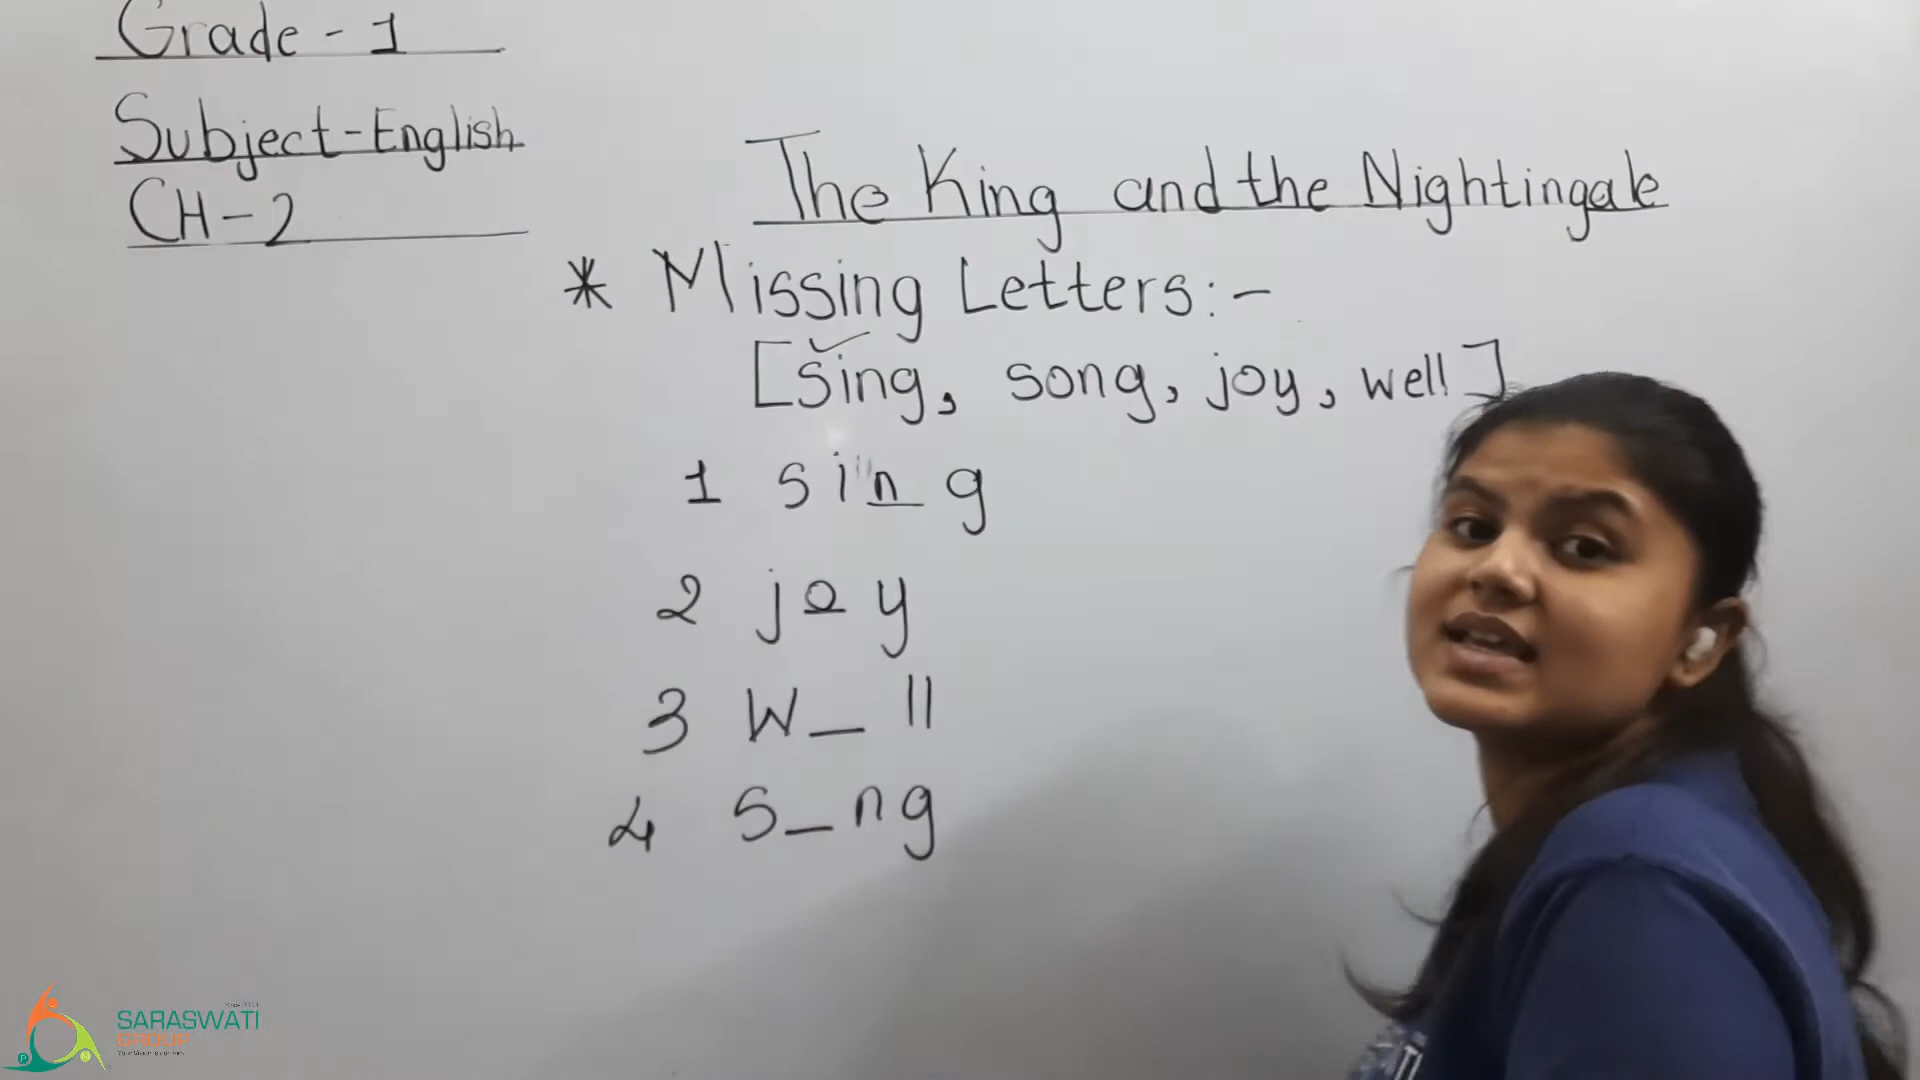 Grade - 1
Subject-English
CH-2
The King and the Nightingale
* Missing Letters:-
[Sing, song, joy, well]
1 sing
2 joy
3 W_ll
4 S_ng
SARASWATI
GROUP